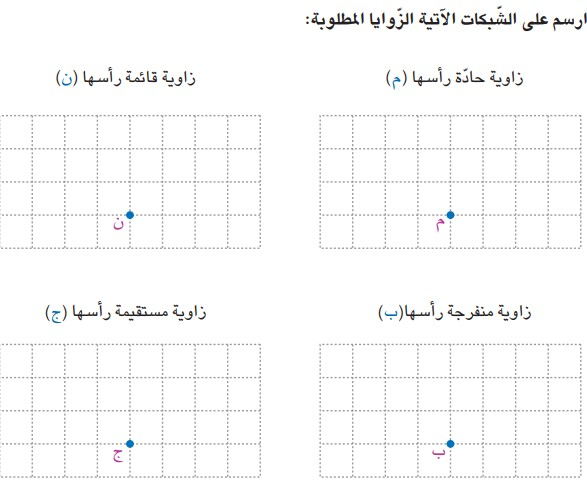 ارسم على الشّبكات الآتية الزّوايا المطلوبة:
زاوية حادّة رأسها (م)
زاوية قائمة رأسها (ن)
م
ن
زاوية منفرجة رأسها(ب)
زاوية مستقيمة رأسها (ج)
ب
ج